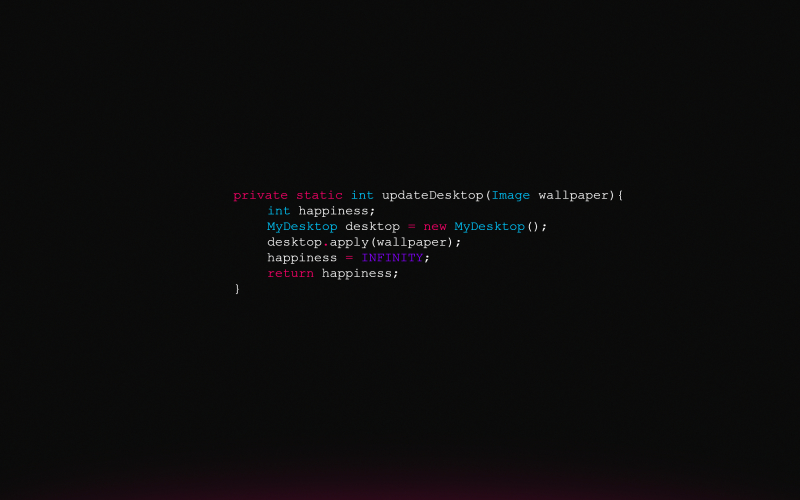 private static int updateDesktop(Image wallpaper){
int happiness;
MyDesktop desktop = new MyDesktop();
desktop.apply(wallpaper);
happiness = INFINITY;
return happiness;
}